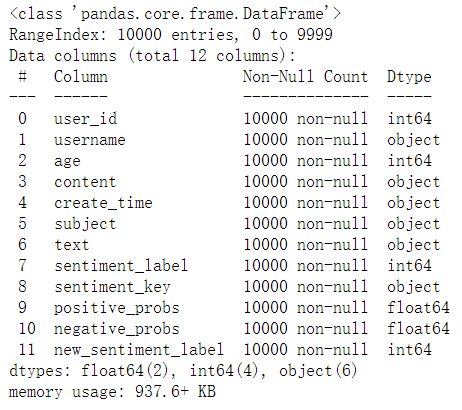 <class 'pandas.core.frame.DataFrame'>
RangeIndex: 10000 entries, 0 to 9999
Data columns (total 12 columns):
 #   Column               Non-Null Count  Dtype
---  ------               --------------  -----
 0   user_id              10000 non-null  int64
 1   username             10000 non-null  object
 2   age                  10000 non-null  int64
 3   content              10000 non-null  object
 4   create_time          10000 non-null  object
 5   subject              10000 non-null  object
 6   text                 10000 non-null  object
 7   sentiment_label      10000 non-null  int64
 8   sentiment_key        10000 non-null  object
 9   positive_probs       10000 non-null  float64
 10  negative_probs       10000 non-null  float64
 11  new_sentiment_label  10000 non-null  int64
dtypes: float64(2), int64(4), object(6)
memory usage: 937.6+ KB